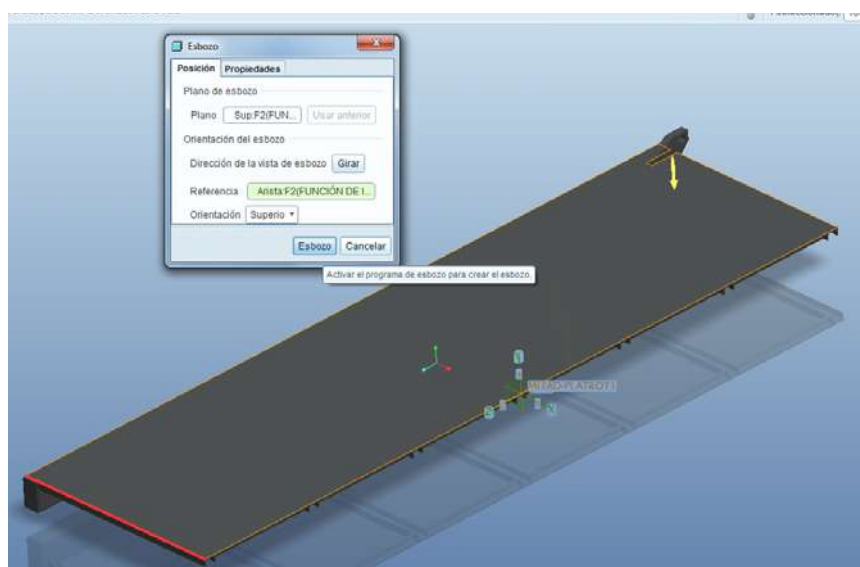 Esbozo
Posición Propiedades
Plano de esbozo
Plano Sup:F2(FUN... Usar anterior
Orientación del esbozo
Dirección de la vista de esbozo Girar
Referencia Arista:F2(FUNCIÓN DE I...
Orientación Superio
Esbozo Cancelar
Activar el programa de esbozo para crear el esbozo.
Y
Z X